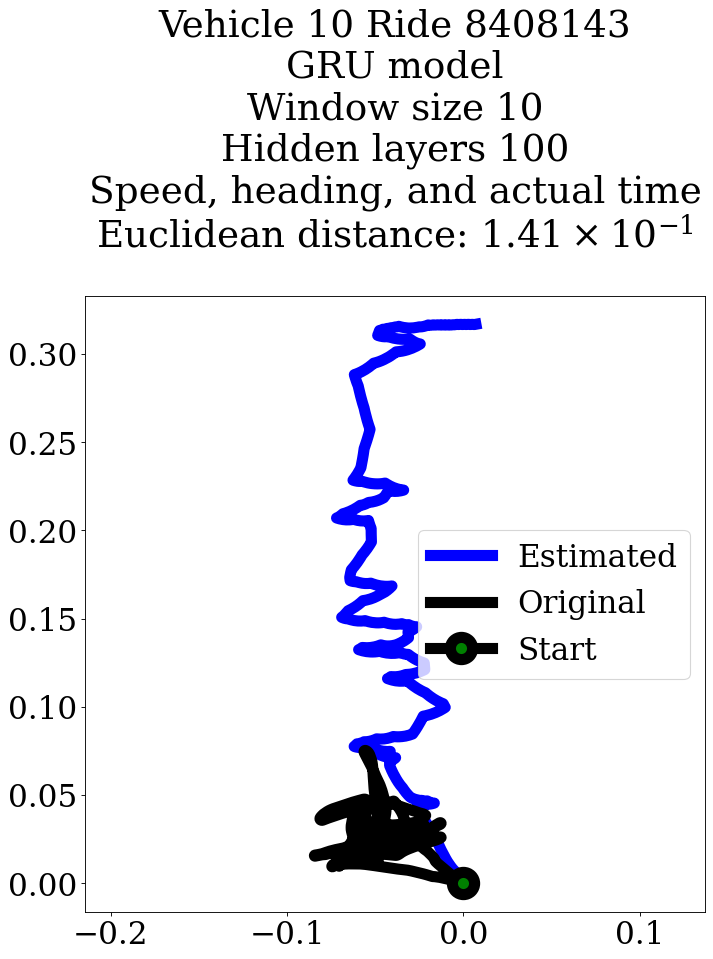 Vehicle 10 Ride 8408143
GRU model
Window size 10
Hidden layers 100
Speed, heading, and actual time
Euclidean distance: 1.41 × 10⁻¹
0.30
0.25
0.20
Estimated
0.15
Original
Start
0.10
0.05
0.00
−0.2 −0.1 0.0 0.1